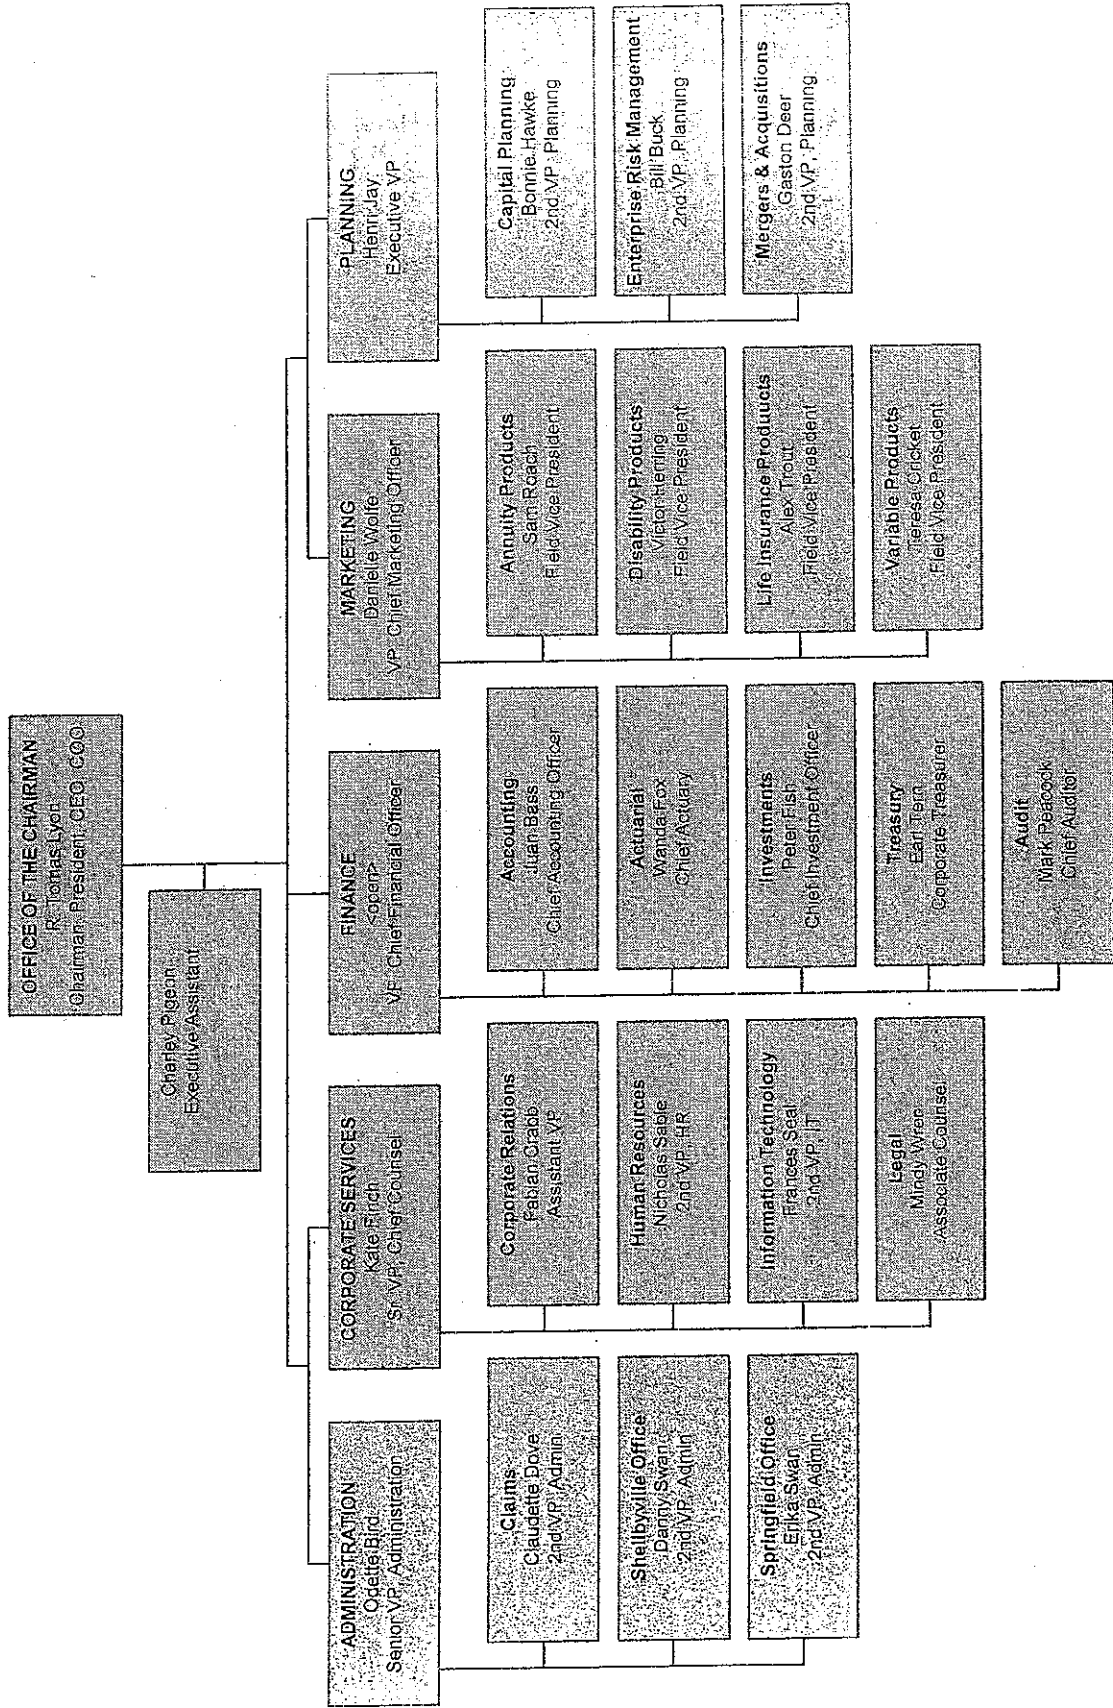 OFFICE OF THE CHAIRMAN
R. Tomas Lyon
Chairman, President, CEO, COO
Charley Pigeon
Executive Assistant
ADMINISTRATION
Odette Bird
Senior VP, Administration
Claims
Claudette Dove
2nd VP, Admin
Shelbyville Office
Danny Swan
2nd VP, Admin
Springfield Office
Erika Swan
2nd VP, Admin
CORPORATE SERVICES
Kate Finch
Sr. VP, Chief Counsel
Corporate Relations
Fabian Crabb
Assistant VP
Human Resources
Nicholas Sable
2nd VP, HR
Information Technology
Frances Seal
2nd VP, IT
Legal
Mindy Wren
Associate Counsel
FINANCE
<open>
VP, Chief Financial Officer
Accounting
Juan Bass
Chief Accounting Officer
Actuarial
Wanda Fox
Chief Actuary
Investments
Peter Fish
Chief Investment Officer
Treasury
Earl Tern
Corporate Treasurer
Audit
Mark Peacock
Chief Auditor
MARKETING
Danielle Wolfe
VP, Chief Marketing Officer
Annuity Products
Sam Roach
Field Vice President
Disability Products
Victor Herring
Field Vice President
Life Insurance Produucts
Alex Trout
Field Vice President
Variable Products
Teresa Cricket
Field Vice President
PLANNING
Henri Jay
Executive VP
Capital Planning
Bonnie Hawke
2nd VP, Planning
Enterprise Risk Management
Bill Buck
2nd VP, Planning
Mergers & Acquisitions
Gaston Deer
2nd VP, Planning